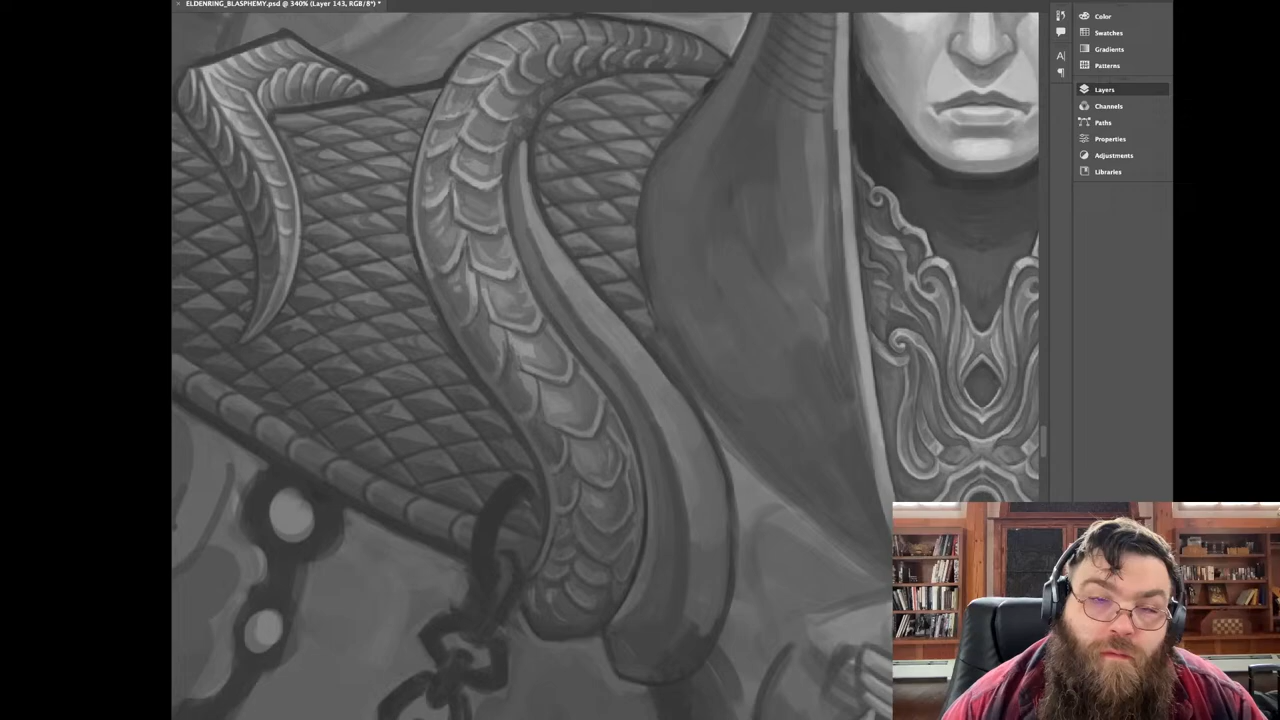 ELDENRING_BLASPHEMY.psd @ 340% (Layer 143, RGB/8*) *
Color
Swatches
Gradients
Patterns
Layers
Channels
Paths
Properties
Adjustments
Libraries